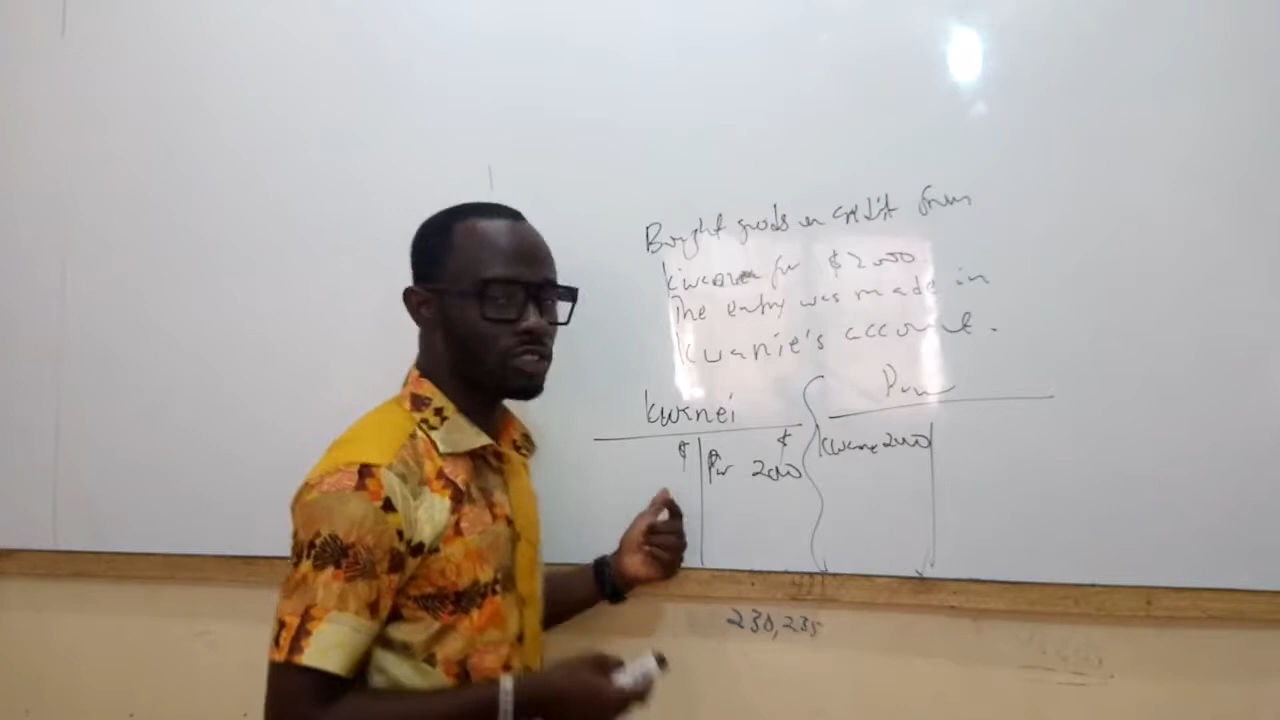 Bought goods on credit from
kwame for $2000
The entry was made in
kwanie's account.
kwknei
Pur
$ $
Pur 2000
kwame 2000
230,235